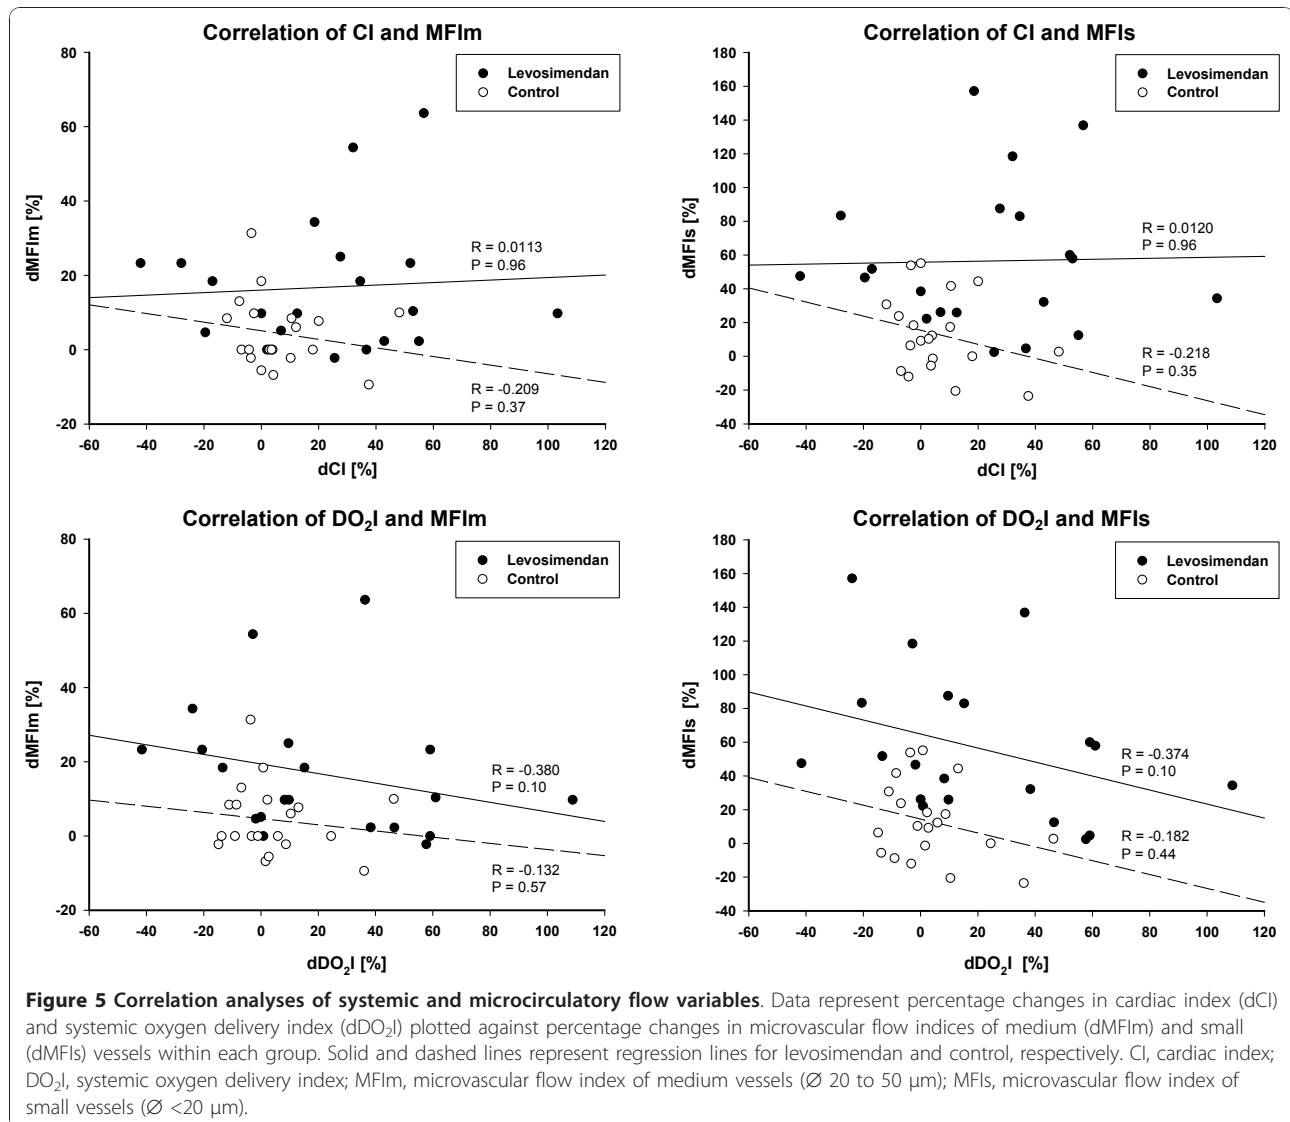 Correlation of CI and MFIm
80
60
40
20
0
20
-60 -40 -20 0 20 40 60 80 100 120
dMFIm [%]
dCI [%]
Levosimendan
Control
R = 0.0113
P = 0.96
R = -0.209
P = 0.37
Correlation of CI and MFIs
180
160
140
120
100
80
60
40
20
0
-20
-40
-60 -40 -20 0 20 40 60 80 100 120
dMFIs [%]
dCI [%]
Levosimendan
Control
R = 0.0120
P = 0.96
R = -0.218
P = 0.35
Correlation of DO₂I and MFIm
80
60
40
20
0
-20
-60 -40 -20 0 20 40 60 80 100 120
dMFIm [%]
dDO₂I [%]
Levosimendan
Control
R = -0.380
P = 0.10
R = -0.132
P = 0.57
Correlation of DO₂I and MFIs
180
160
140
120
100
80
60
40
20
0
-20
-40
-60 -40 -20 0 20 40 60 80 100 120
dMFIs [%]
dDO₂I [%]
Levosimendan
Control
R = -0.374
P = 0.10
R = -0.182
P = 0.44
Figure 5 Correlation analyses of systemic and microcirculatory flow variables. Data represent percentage changes in cardiac index (dCI)
and systemic oxygen delivery index (dDO₂I) plotted against percentage changes in microvascular flow indices of medium (dMFIm) and small
(dMFIs) vessels within each group. Solid and dashed lines represent regression lines for levosimendan and control, respectively. CI, cardiac index;
DO₂I, systemic oxygen delivery index; MFIm, microvascular flow index of medium vessels (Ø 20 to 50 μm); MFIs, microvascular flow index of
small vessels (Ø <20 μm).